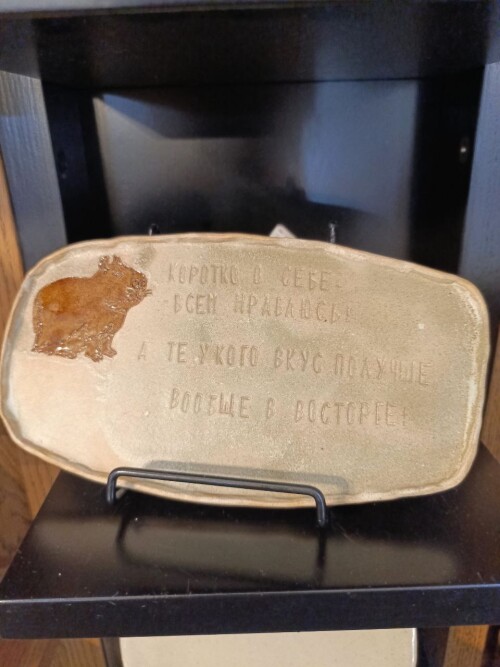 КОРОТКО О СЕБЕ:
ВСЕМ НРАВЛЮСЬ!
А ТЕ У КОГО ВКУС ПОЛУЧШЕ
ВООБЩЕ В ВОСТОРГЕ!